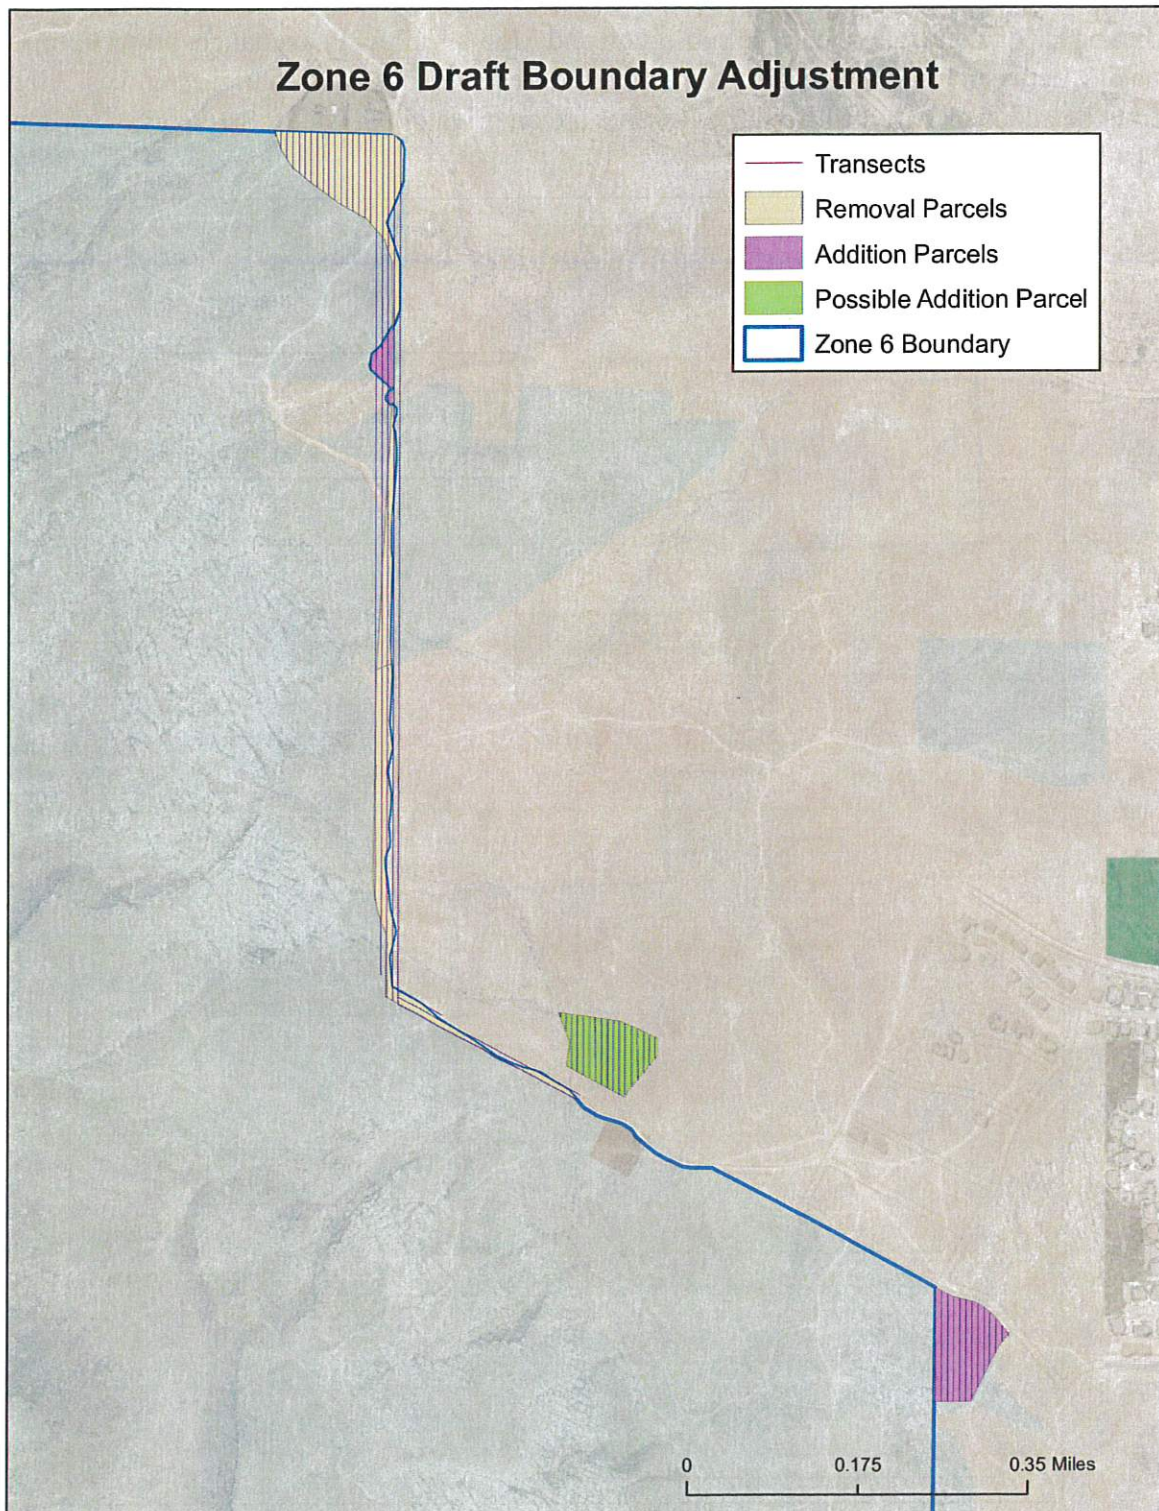 Zone 6 Draft Boundary Adjustment
Transects
Removal Parcels
Addition Parcels
Possible Addition Parcel
Zone 6 Boundary
0 0.175 0.35 Miles